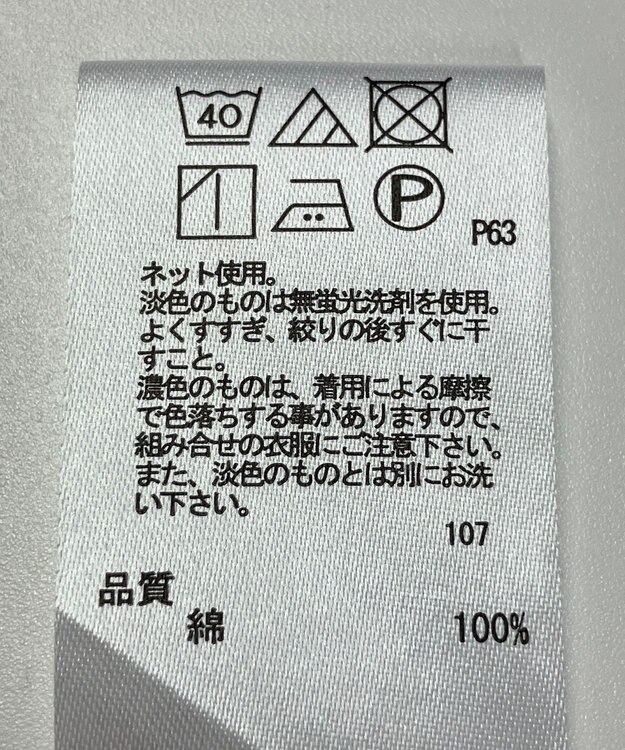 40
P
P63
ネット使用。
淡色のものは無蛍光洗剤を使用。
よくすすぎ、絞りの後すぐに干
すこと。
濃色のものは、着用による摩擦
で色落ちする事がありますので、
組み合せの衣服にご注意下さい。
また、淡色のものとは別にお洗
い下さい。
107
品質
綿 100%